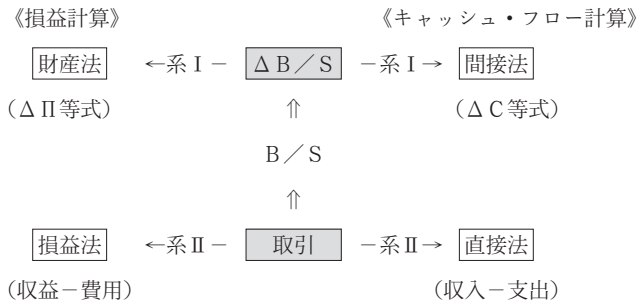 《損益計算》 《キャッシュ・フロー計算》
財産法 ←系Ⅰ− ΔB／S −系Ⅰ→ 間接法
（ΔΠ等式） ⇑ （ΔC等式）
B／S
⇑
損益法 ←系Ⅱ− 取引 −系Ⅱ→ 直接法
（収益−費用） （収入−支出）